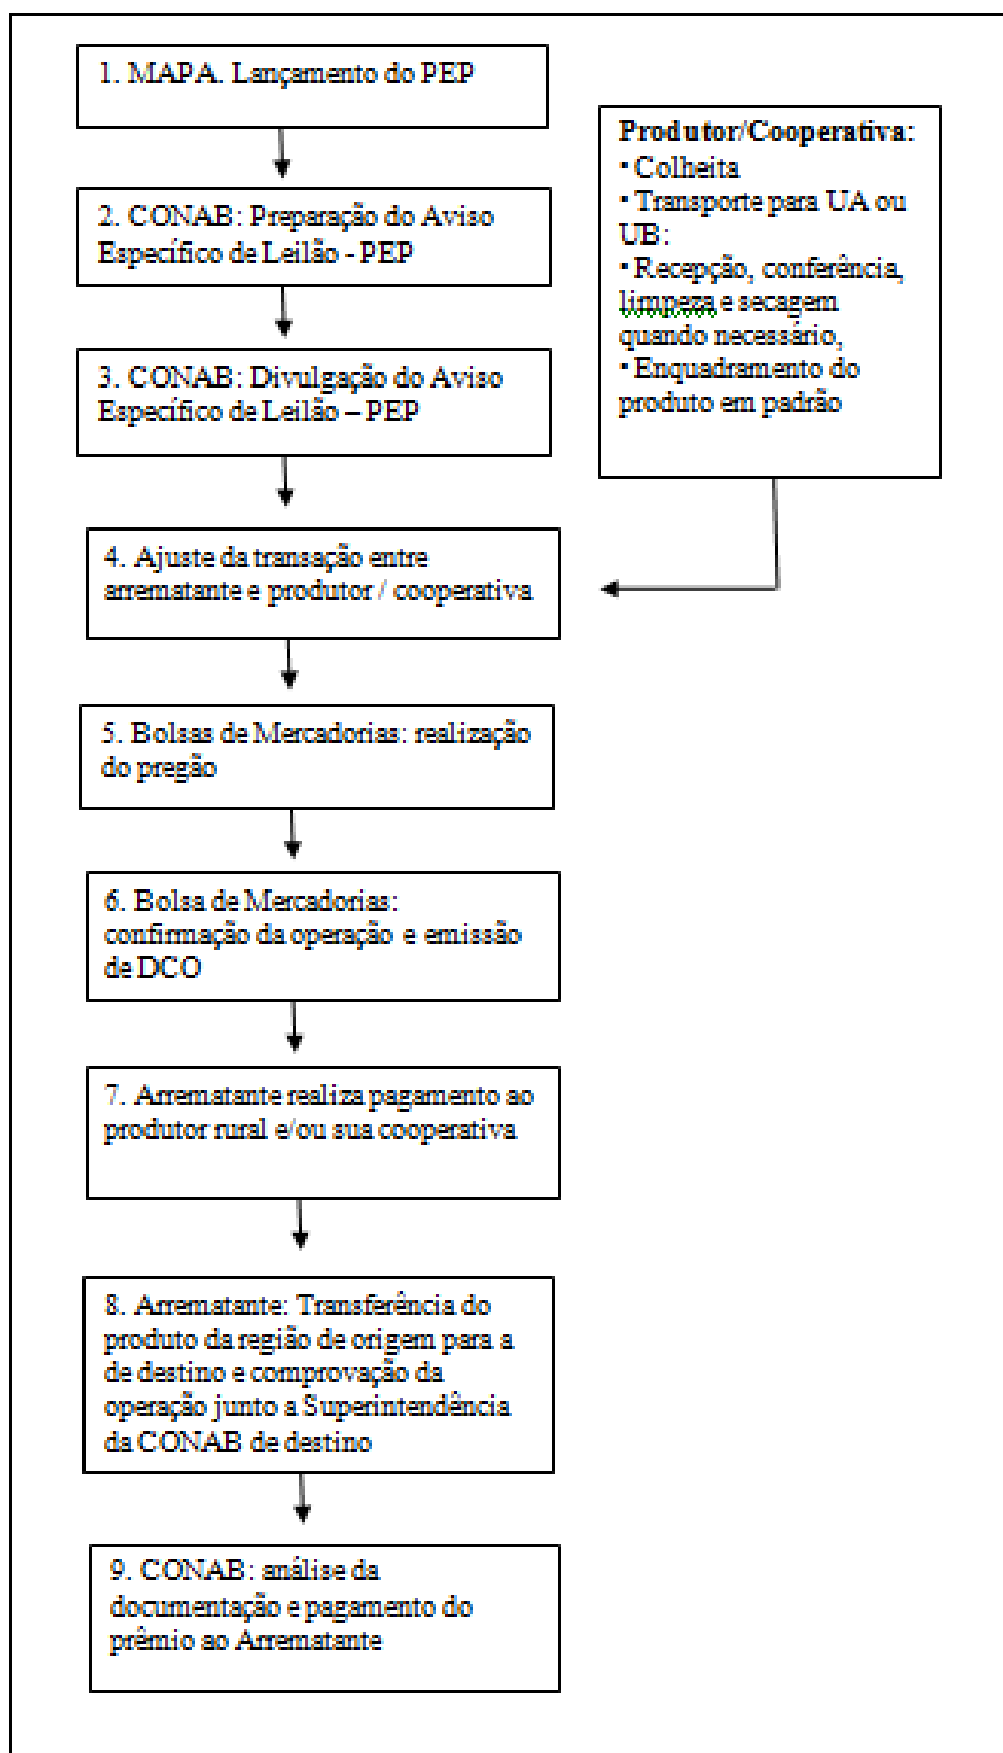 1. MAPA. Lançamento do PEP
2. CONAB: Preparação do Aviso
Específico de Leilão - PEP
3. CONAB: Divulgação do Aviso
Específico de Leilão – PEP
Produtor/Cooperativa:
▪ Colheita
▪ Transporte para UA ou
UB:
▪ Recepção, conferência,
limpeza e secagem
quando necessário,
▪ Enquadramento do
produto em padrão
4. Ajuste da transação entre
arrematante e produtor / cooperativa
5. Bolsas de Mercadorias: realização
do pregão
6. Bolsa de Mercadorias:
confirmação da operação e emissão
de DCO
7. Arrematante realiza pagamento ao
produtor rural e/ou sua cooperativa
8. Arrematante: Transferência do
produto da região de origem para a
de destino e comprovação da
operação junto a Superintendência
da CONAB de destino
9. CONAB: análise da
documentação e pagamento do
prêmio ao Arrematante